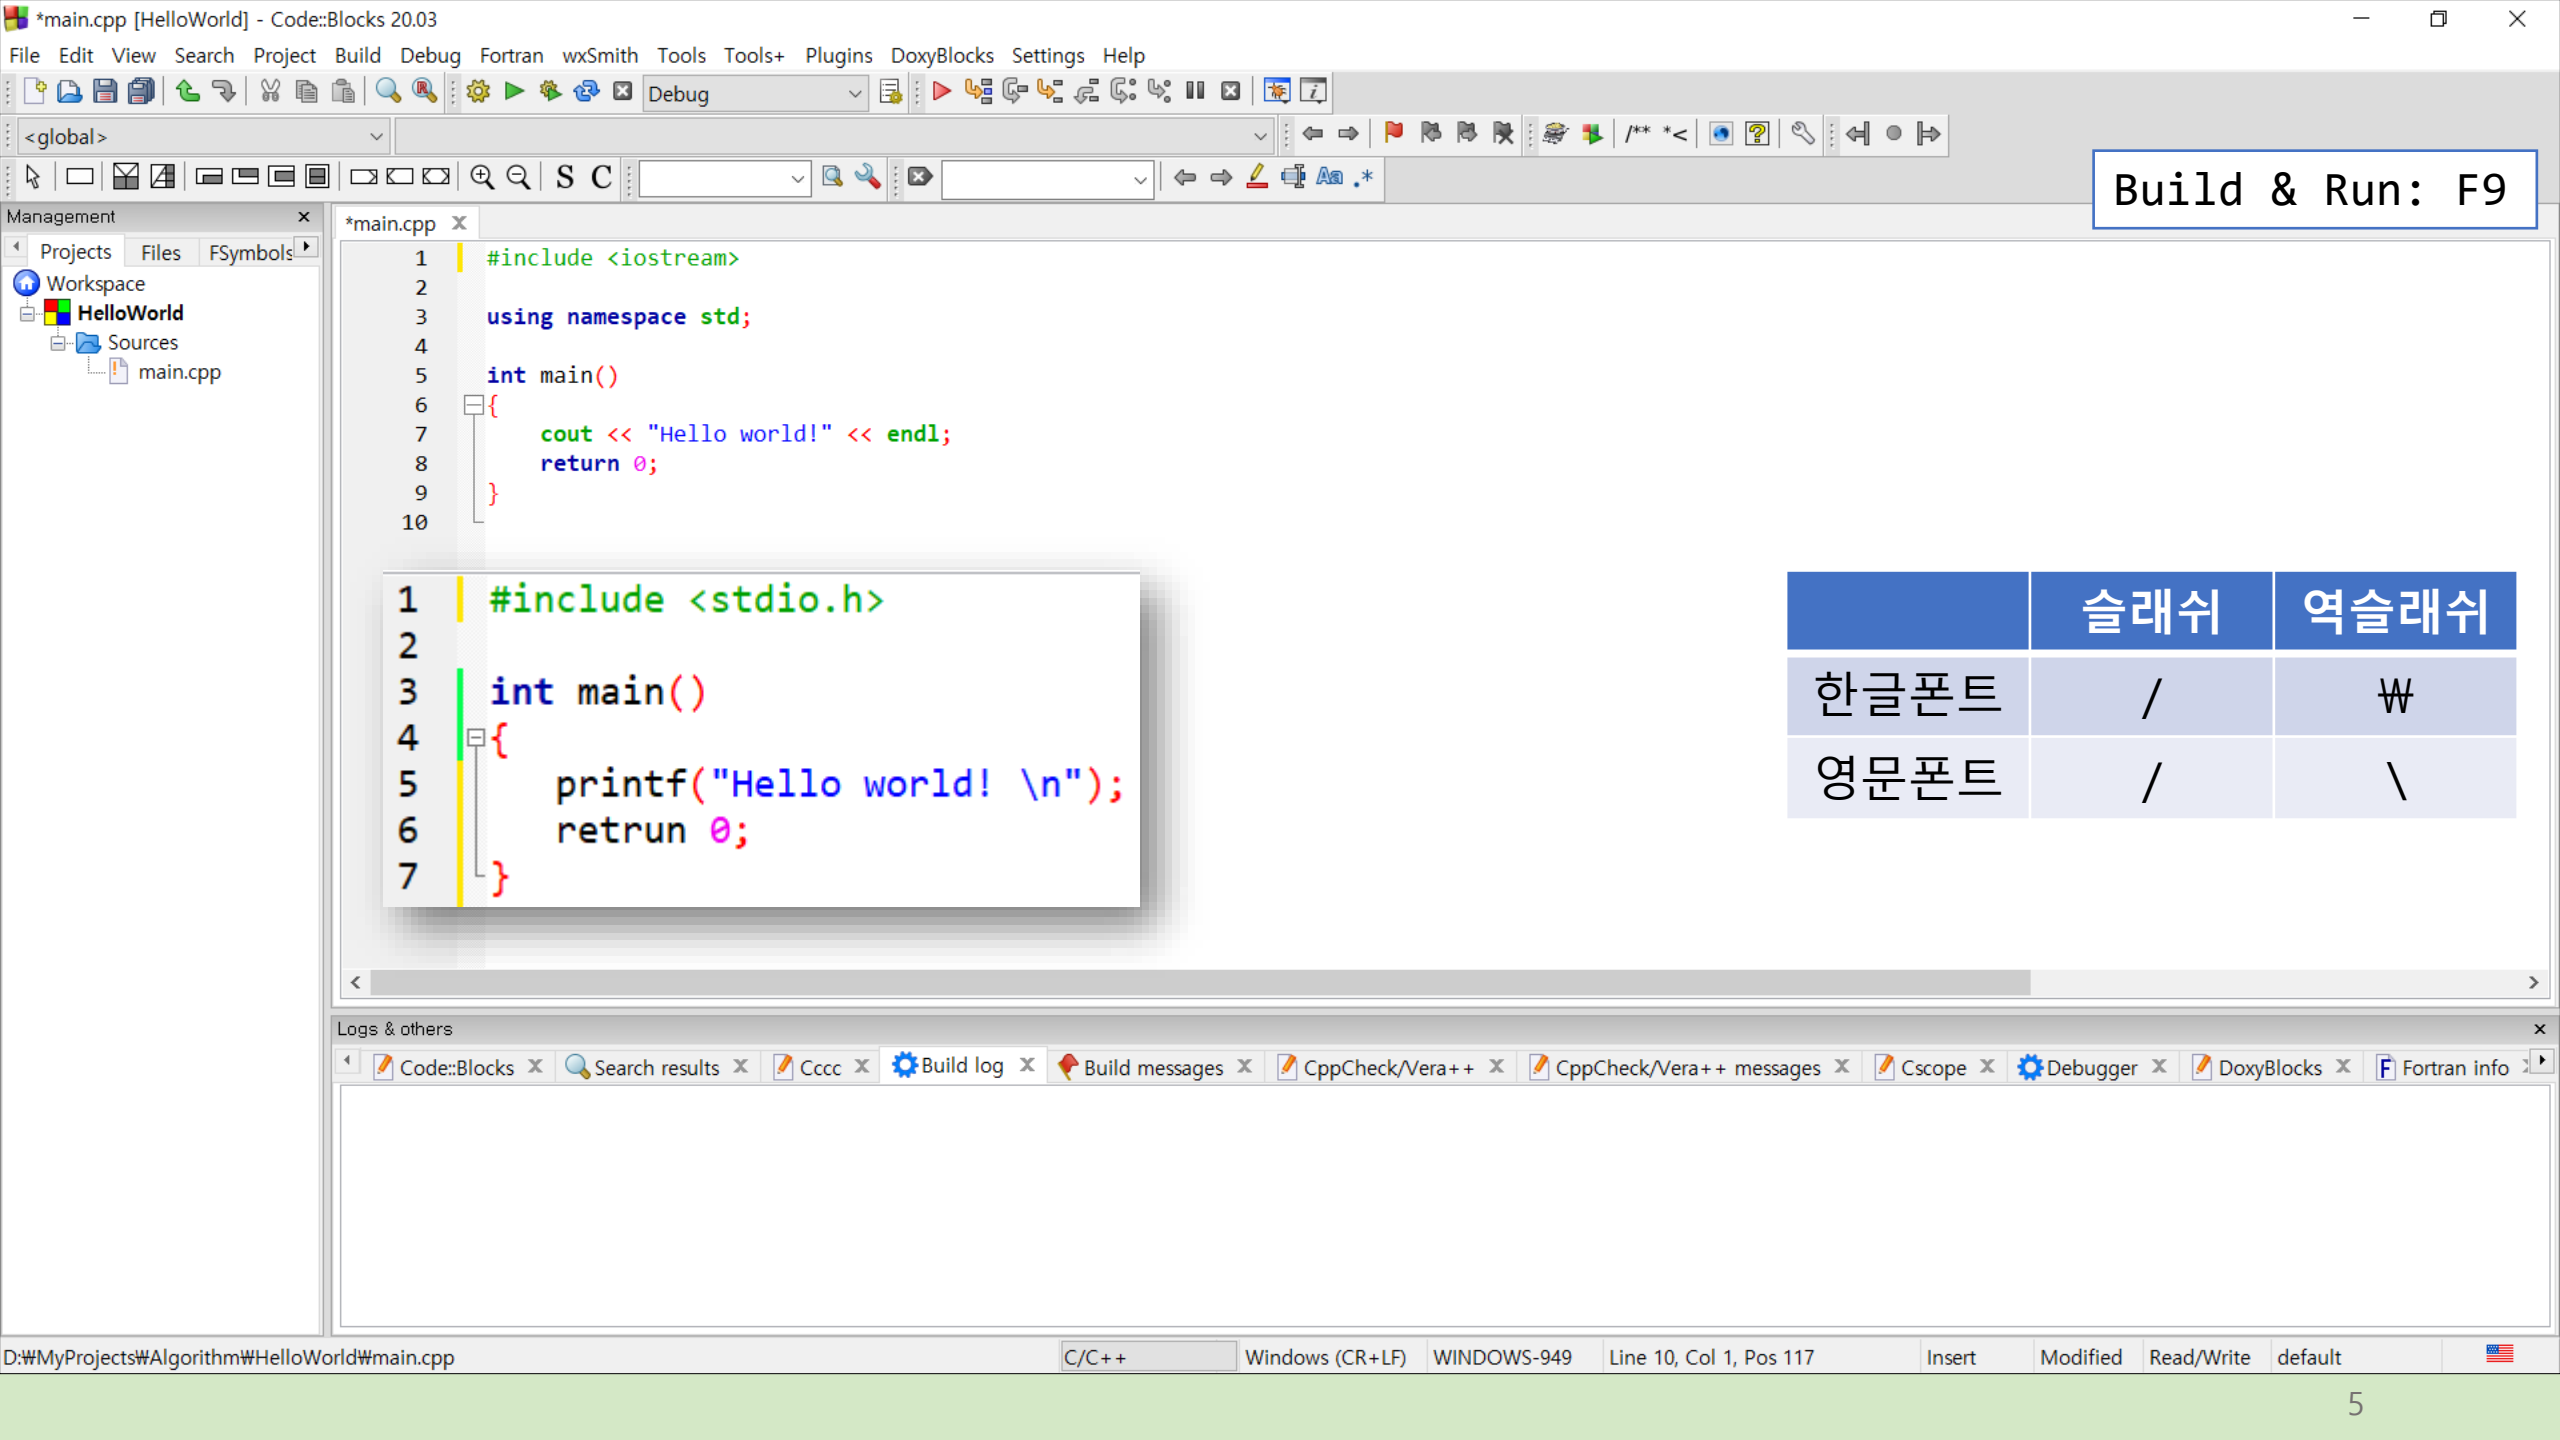 *main.cpp [HelloWorld] - Code::Blocks 20.03
File Edit View Search Project Build Debug Fortran wxSmith Tools Tools+ Plugins DoxyBlocks Settings Help
Debug
<global>
/** *<
S C
Aa .*
Build & Run: F9
Management
Projects Files FSymbols
Workspace
HelloWorld
Sources
main.cpp
*main.cpp
1 #include <iostream>
2
3 using namespace std;
4
5 int main()
6 {
7 cout << "Hello world!" << endl;
8 return 0;
9 }
10
1 #include <stdio.h>
2
3 int main()
4 {
5 printf("Hello world! \n");
6 retrun 0;
7 }
슬래쉬 역슬래쉬
한글폰트 / ₩
영문폰트 / \
Logs & others
Code::Blocks Search results Cccc Build log Build messages CppCheck/Vera++ CppCheck/Vera++ messages Cscope Debugger DoxyBlocks Fortran info
D:₩MyProjects₩Algorithm₩HelloWorld₩main.cpp C/C++ Windows (CR+LF) WINDOWS-949 Line 10, Col 1, Pos 117 Insert Modified Read/Write default
5